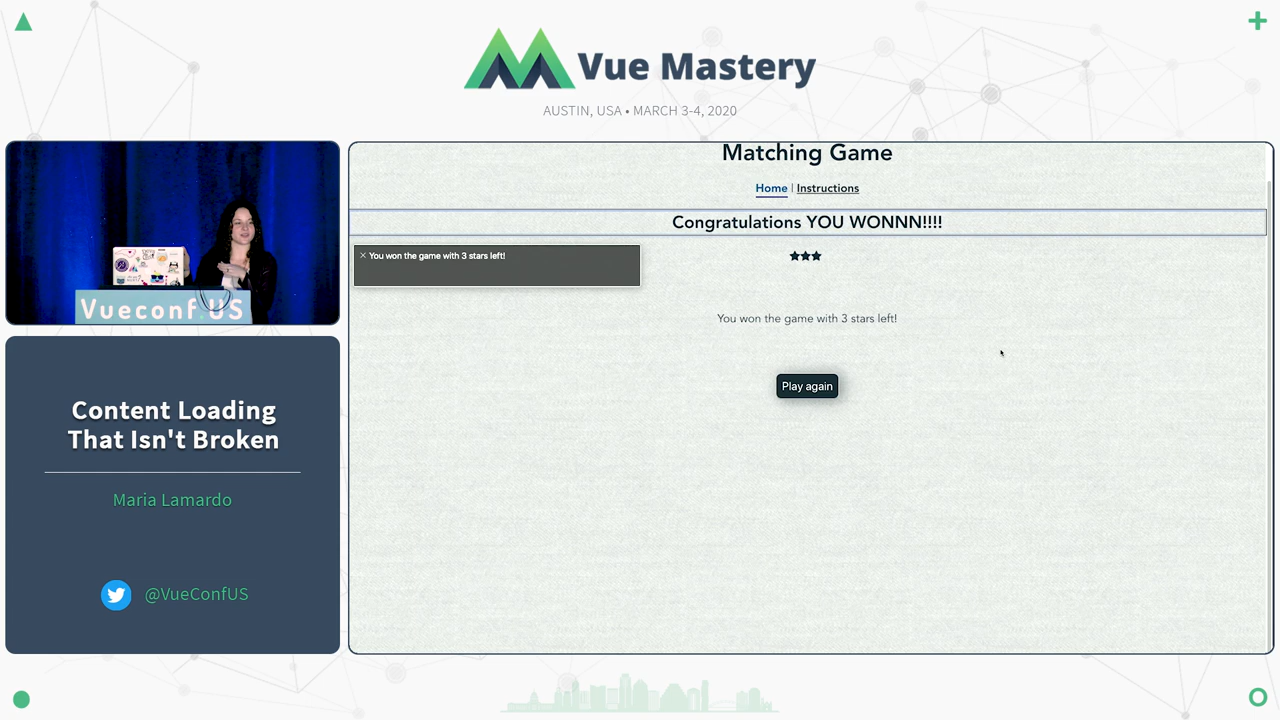 Vue Mastery
AUSTIN, USA • MARCH 3-4, 2020
Vueconf.US
Content Loading
That Isn't Broken
Maria Lamardo
@VueConfUS
Matching Game
Home | Instructions
Congratulations YOU WONNN!!!!
× You won the game with 3 stars left!
You won the game with 3 stars left!
Play again